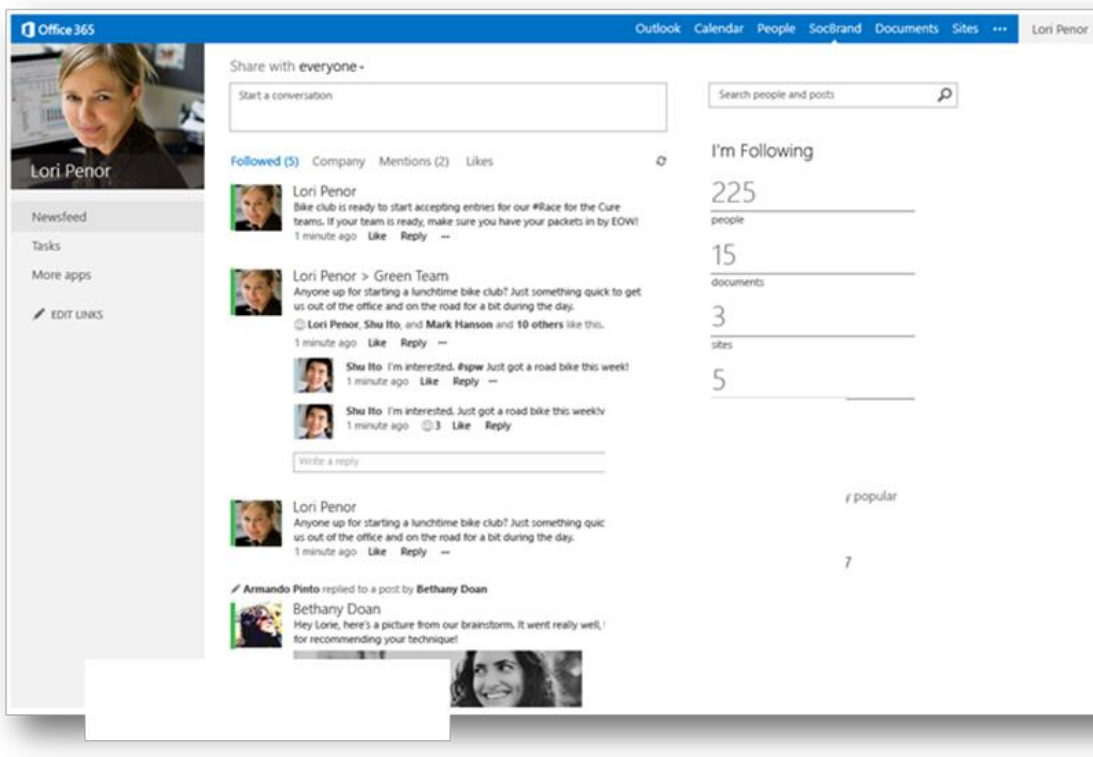 Office 365
Outlook Calendar People SocBrand Documents Sites ••• Lori Penor
Lori Penor
Newsfeed
Tasks
More apps
EDIT LINKS
Share with everyone
Start a conversation
Followed (5) Company Mentions (2) Likes
Lori Penor
Bike club is ready to start accepting entries for our #Race for the Cure
teams. If your team is ready, make sure you have your packets in by EOW!
1 minute ago Like Reply •••
Lori Penor > Green Team
Anyone up for starting a lunchtime bike club? Just something quick to get
us out of the office and on the road for a bit during the day.
Lori Penor, Shu Ito, and Mark Hanson and 10 others like this.
1 minute ago Like Reply •••
Shu Ito I'm interested. #spw Just got a road bike this week!
1 minute ago Like Reply •••
Shu Ito I'm interested. Just got a road bike this week!v
1 minute ago 3 Like Reply
Write a reply
Lori Penor
Anyone up for starting a lunchtime bike club? Just something quic
us out of the office and on the road for a bit during the day.
1 minute ago Like Reply •••
Armando Pinto replied to a post by Bethany Doan
Bethany Doan
Hey Lorie, here's a picture from our brainstorm. It went really well,
for recommending your technique!
Search people and posts
I'm Following
225
people
15
documents
3
sites
5
popular
7